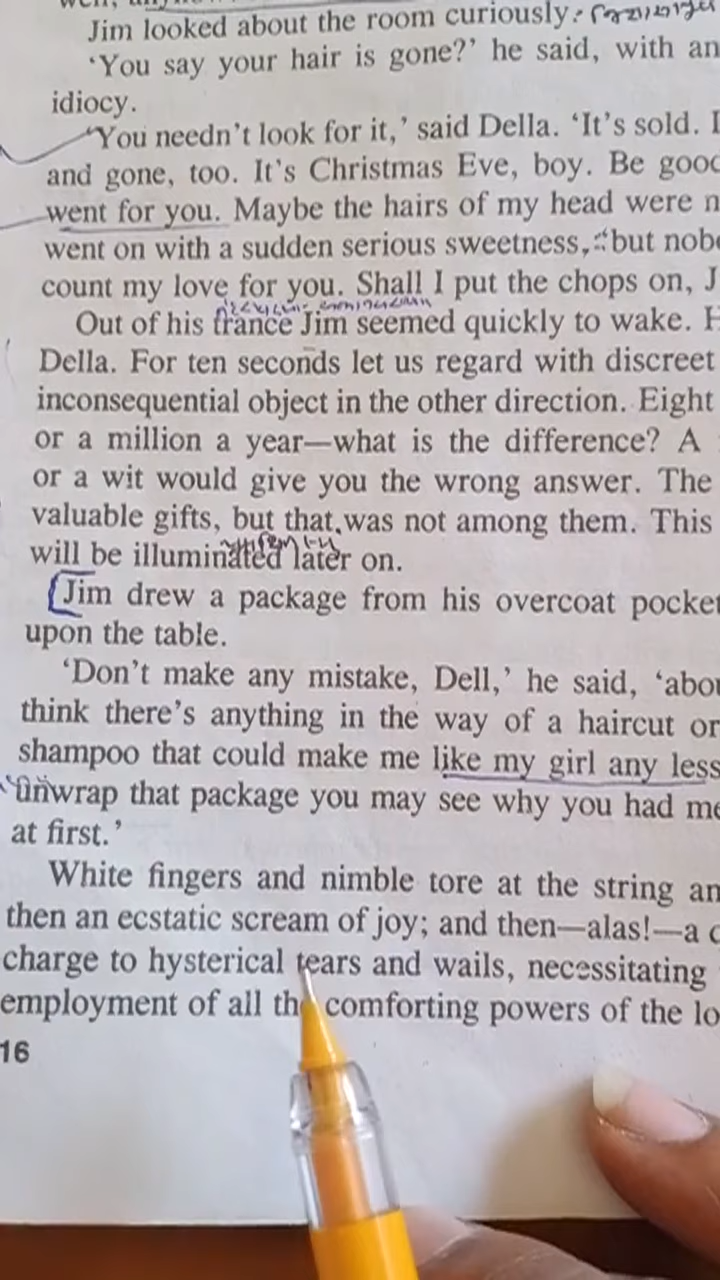 Jim looked about the room curiously.
‘You say your hair is gone?’ he said, with an
idiocy.
‘You needn’t look for it,’ said Della. ‘It’s sold. I
and gone, too. It’s Christmas Eve, boy. Be good
went for you. Maybe the hairs of my head were
went on with a sudden serious sweetness, “but
count my love for you. Shall I put the chops on, J
Out of his trance Jim seemed quickly to wake. H
Della. For ten seconds let us regard with discreet
inconsequential object in the other direction. Eight
or a million a year—what is the difference? A
or a wit would give you the wrong answer. The
valuable gifts, but that was not among them. This
will be illuminated later on.
Jim drew a package from his overcoat pocket
upon the table.
‘Don’t make any mistake, Dell,’ he said, ‘abou
think there’s anything in the way of a haircut or
shampoo that could make me like my girl any less
unwrap that package you may see why you had me
at first.’
White fingers and nimble tore at the string an
then an ecstatic scream of joy; and then—alas!—a
charge to hysterical tears and wails, necessitating
employment of all the comforting powers of the lo
16